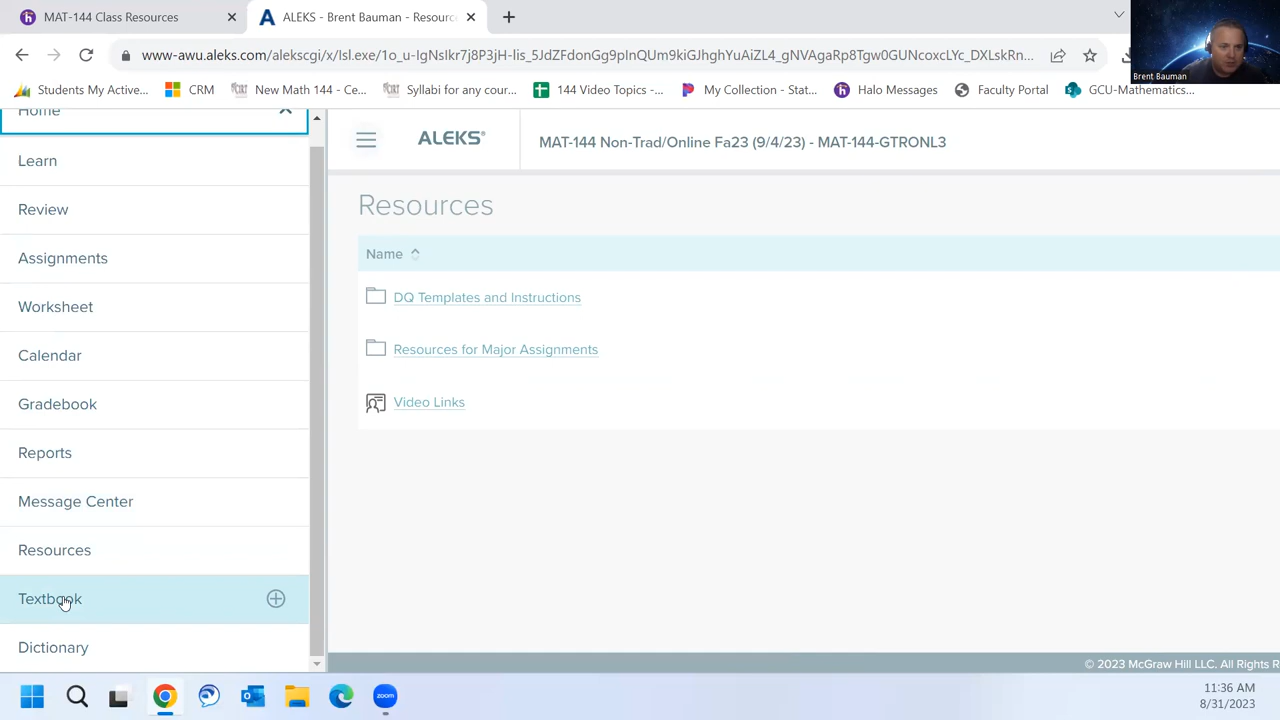 MAT-144 Class Resources
ALEKS - Brent Bauman - Resourc
www-awu.aleks.com/alekscgi/x/Isl.exe/1o_u-IgNsIkr7j8P3jH-lis_5JdZFdonGg9pInQUm9kiGJhghYuAiZL4_gNVAgaRp8Tgw0GUNcoxcLYc_DXLskRn...
Brent Bauman
Students My Active...
CRM
New Math 144 - Ce...
Syllabi for any cour...
144 Video Topics -...
My Collection - Stat...
Halo Messages
Faculty Portal
GCU-Mathematics...
Home
Learn
Review
Assignments
Worksheet
Calendar
Gradebook
Reports
Message Center
Resources
Textbook
Dictionary
ALEKS®
MAT-144 Non-Trad/Online Fa23 (9/4/23) - MAT-144-GTRONL3
Resources
Name
DQ Templates and Instructions
Resources for Major Assignments
Video Links
© 2023 McGraw Hill LLC. All Rights R
zoom
11:36 AM
8/31/2023